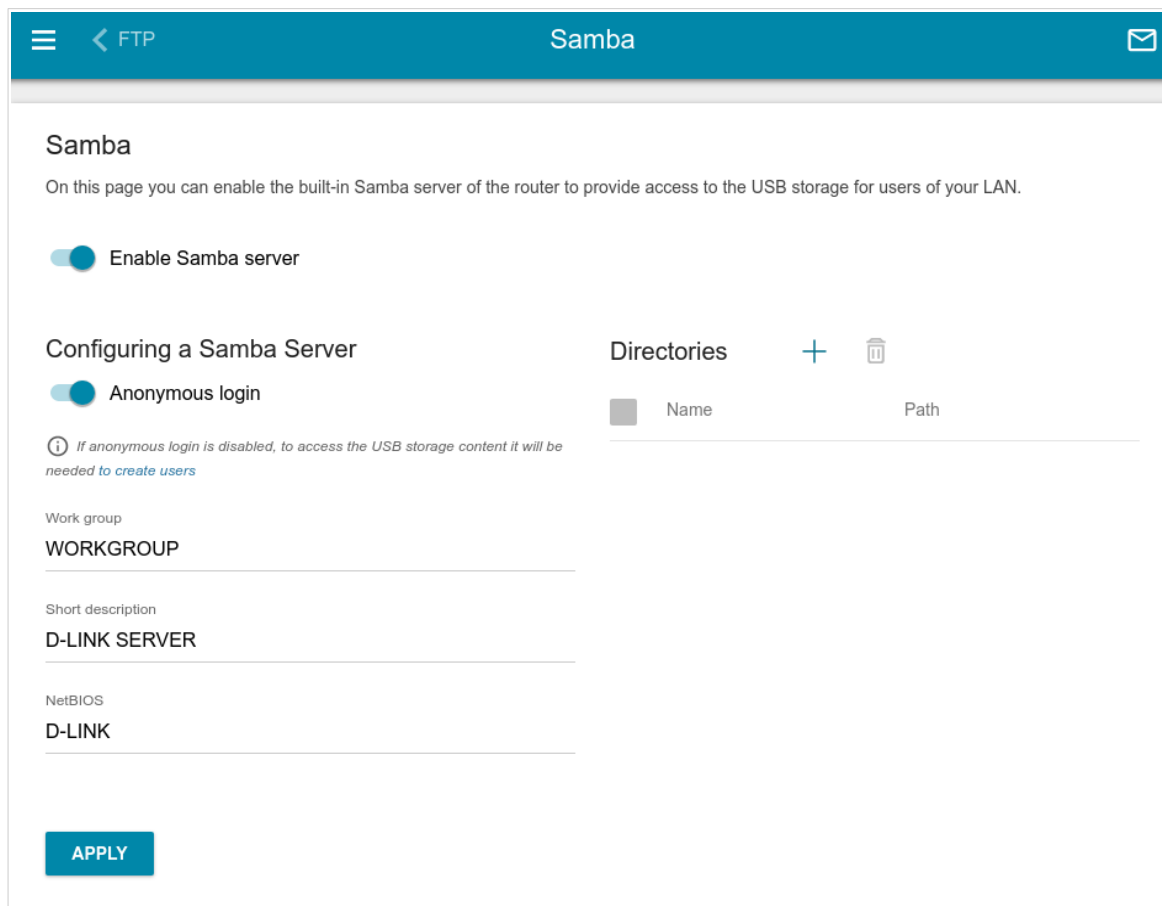 FTP
Samba
Samba
On this page you can enable the built-in Samba server of the router to provide access to the USB storage for users of your LAN.
Enable Samba server
Configuring a Samba Server
Anonymous login
If anonymous login is disabled, to access the USB storage content it will be
needed to create users
Work group
WORKGROUP
Short description
D-LINK SERVER
NetBIOS
D-LINK
APPLY
Directories
Name Path